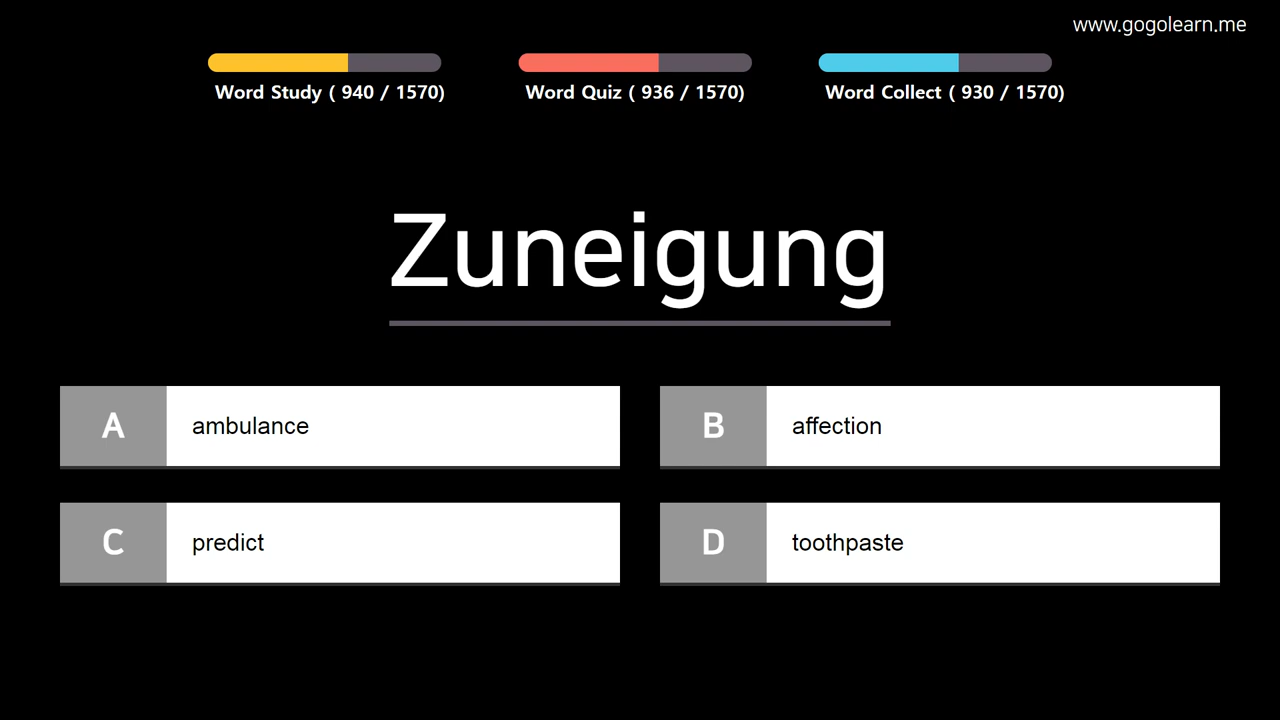 www.gogolearn.me
Word Study ( 940 / 1570)
Word Quiz ( 936 / 1570)
Word Collect ( 930 / 1570)
Zuneigung
A ambulance
B affection
C predict
D toothpaste